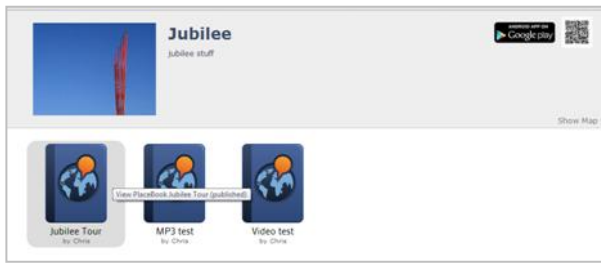 Jubilee
jubilee stuff
ANDROID APP ON
Google play
Show Map
View PlaceBook Jubilee Tour (published)
Jubilee Tour
by Chris
MP3 test
by Chris
Video test
by Chris